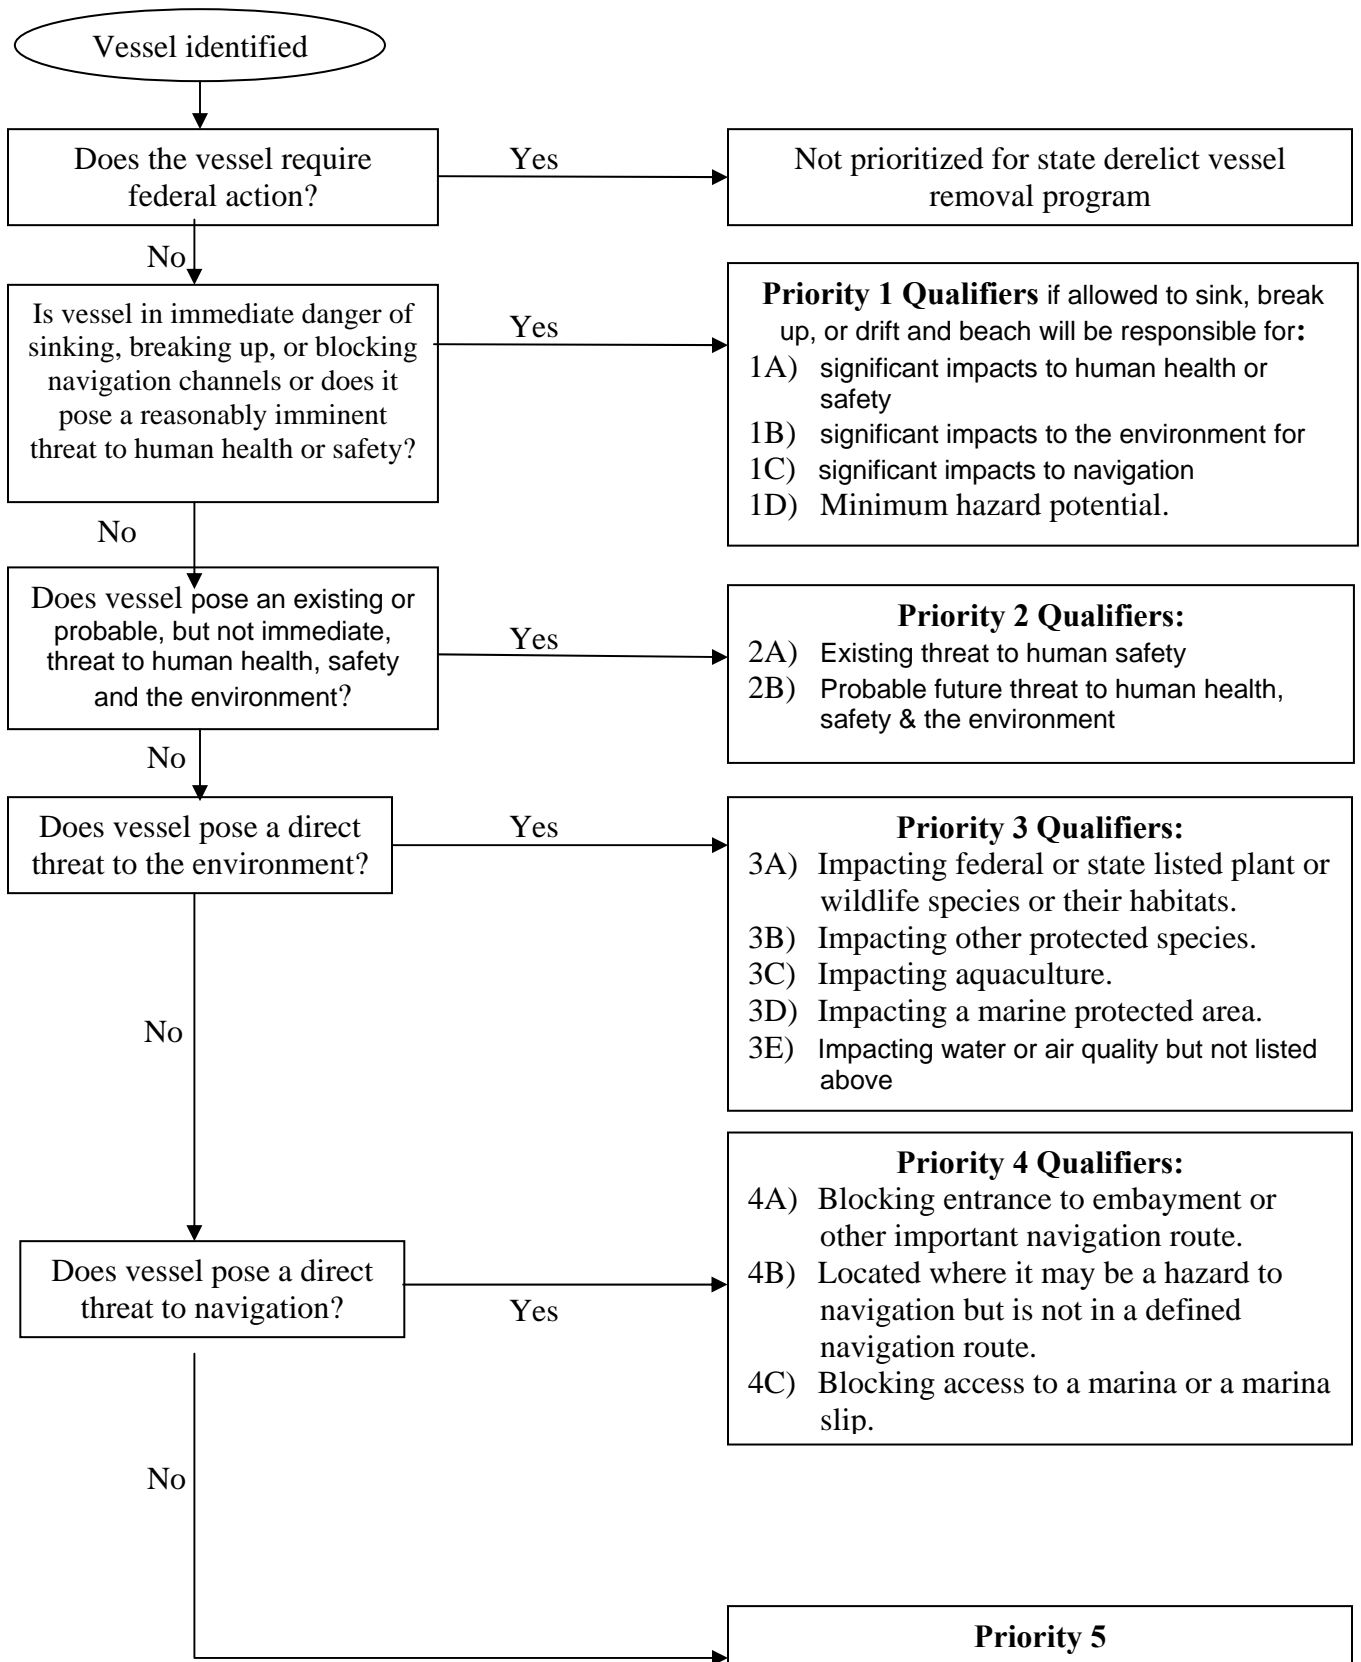 Vessel identified
Does the vessel require
federal action?
Yes
Not prioritized for state derelict vessel
removal program
No
Is vessel in immediate danger of
sinking, breaking up, or blocking
navigation channels or does it
pose a reasonably imminent
threat to human health or safety?
Yes
Priority 1 Qualifiers if allowed to sink, break
up, or drift and beach will be responsible for:
1A) significant impacts to human health or
safety
1B) significant impacts to the environment for
1C) significant impacts to navigation
1D) Minimum hazard potential.
No
Does vessel pose an existing or
probable, but not immediate,
threat to human health, safety
and the environment?
Yes
Priority 2 Qualifiers:
2A) Existing threat to human safety
2B) Probable future threat to human health,
safety & the environment
No
Does vessel pose a direct
threat to the environment?
Yes
Priority 3 Qualifiers:
3A) Impacting federal or state listed plant or
wildlife species or their habitats.
3B) Impacting other protected species.
3C) Impacting aquaculture.
3D) Impacting a marine protected area.
3E) Impacting water or air quality but not listed
above
No
Does vessel pose a direct
threat to navigation?
Yes
Priority 4 Qualifiers:
4A) Blocking entrance to embayment or
other important navigation route.
4B) Located where it may be a hazard to
navigation but is not in a defined
navigation route.
4C) Blocking access to a marina or a marina
slip.
No
Priority 5